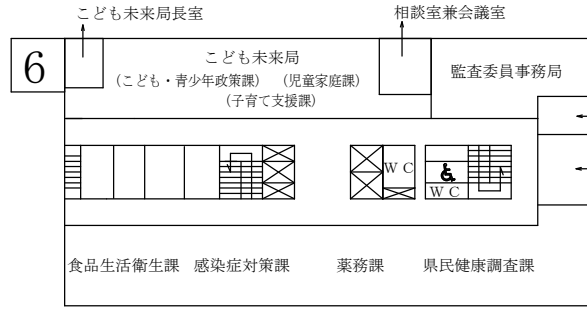 こども未来局長室
相談室兼会議室
6
こども未来局
(こども・青少年政策課) (児童家庭課)
(子育て支援課)
監査委員事務局
WC
WC
食品生活衛生課 感染症対策課 薬務課 県民健康調査課